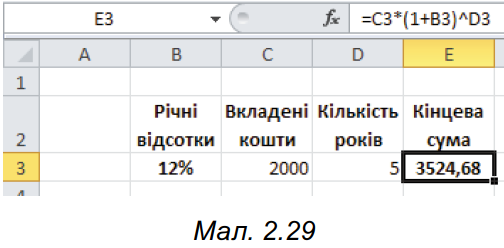 E3 fx =C3*(1+B3)^D3
A B C D E
1
2 Річні відсотки Вкладені кошти Кількість років Кінцева сума
3 12% 2000 5 3524,68
4
Мал. 2.29